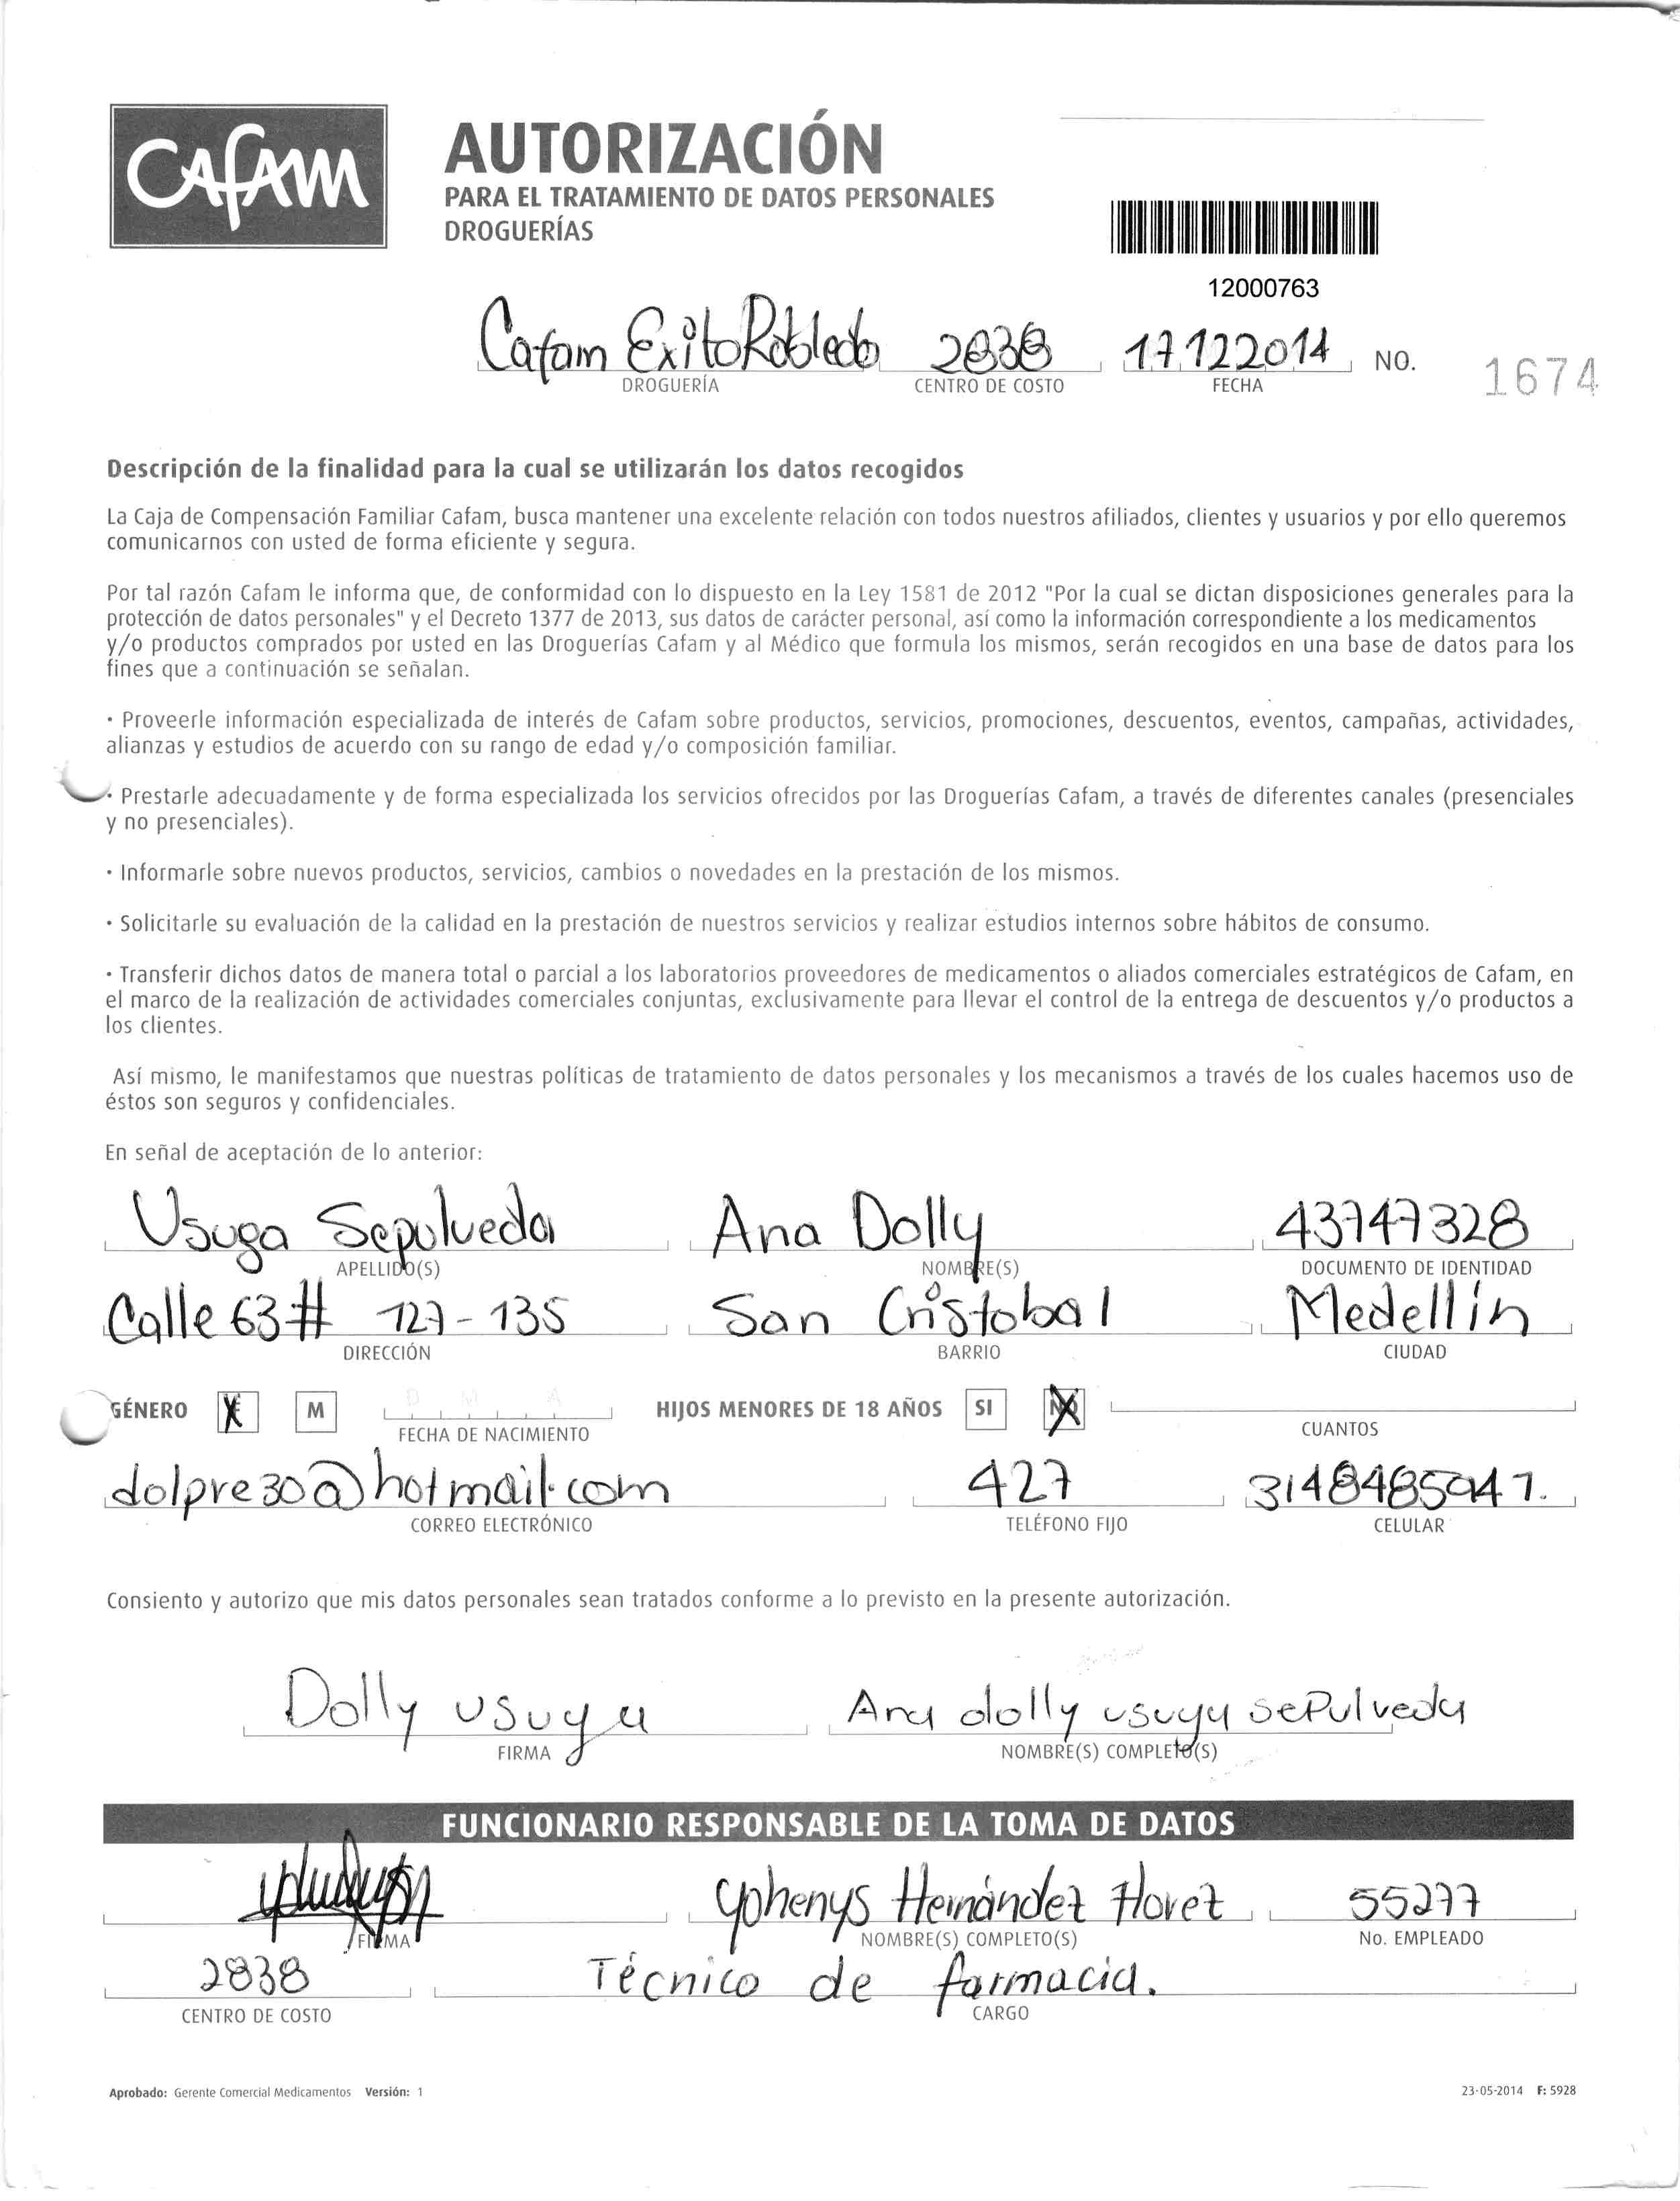 Cafam
AUTORIZACIÓN
PARA EL TRATAMIENTO DE DATOS PERSONALES
DROGUERÍAS
12000763
Cafam ExitoRobledo 2838 17 12 2014 NO. 1674
DROGUERÍA CENTRO DE COSTO FECHA
Descripción de la finalidad para la cual se utilizarán los datos recogidos
La Caja de Compensación Familiar Cafam, busca mantener una excelente relación con todos nuestros afiliados, clientes y usuarios y por ello queremos
comunicarnos con usted de forma eficiente y segura.
Por tal razón Cafam le informa que, de conformidad con lo dispuesto en la Ley 1581 de 2012 "Por la cual se dictan disposiciones generales para la
protección de datos personales" y el Decreto 1377 de 2013, sus datos de carácter personal, así como la información correspondiente a los medicamentos
y/o productos comprados por usted en las Droguerías Cafam y al Médico que formula los mismos, serán recogidos en una base de datos para los
fines que a continuación se señalan.
· Proveerle información especializada de interés de Cafam sobre productos, servicios, promociones, descuentos, eventos, campañas, actividades,
alianzas y estudios de acuerdo con su rango de edad y/o composición familiar.
· Prestarle adecuadamente y de forma especializada los servicios ofrecidos por las Droguerías Cafam, a través de diferentes canales (presenciales
y no presenciales).
· Informarle sobre nuevos productos, servicios, cambios o novedades en la prestación de los mismos.
· Solicitarle su evaluación de la calidad en la prestación de nuestros servicios y realizar estudios internos sobre hábitos de consumo.
· Transferir dichos datos de manera total o parcial a los laboratorios proveedores de medicamentos o aliados comerciales estratégicos de Cafam, en
el marco de la realización de actividades comerciales conjuntas, exclusivamente para llevar el control de la entrega de descuentos y/o productos a
los clientes.
Así mismo, le manifestamos que nuestras políticas de tratamiento de datos personales y los mecanismos a través de los cuales hacemos uso de
éstos son seguros y confidenciales.
En señal de aceptación de lo anterior:
Usuga Sepulveda Ana Dolly 43747328
APELLIDO(S) NOMBRE(S) DOCUMENTO DE IDENTIDAD
Calle 63# 127-135 San Cristobal Medellín
DIRECCIÓN BARRIO CIUDAD
GÉNERO X M D M A HIJOS MENORES DE 18 AÑOS SI NO
FECHA DE NACIMIENTO CUANTOS
dolpre30@hotmail.com 427
CORREO ELECTRÓNICO TELÉFONO FIJO CELULAR
Consiento y autorizo que mis datos personales sean tratados conforme a lo previsto en la presente autorización.
Dolly usuga Ana dolly usuga sePulveda
FIRMA NOMBRE(S) COMPLETO(S)
FUNCIONARIO RESPONSABLE DE LA TOMA DE DATOS
Yohenys Hernández Florez 55277
FIRMA NOMBRE(S) COMPLETO(S) No. EMPLEADO
2838 Técnico de farmacia.
CENTRO DE COSTO CARGO
Aprobado: Gerente Comercial Medicamentos Versión: 1 23-05-2014 F: 5928